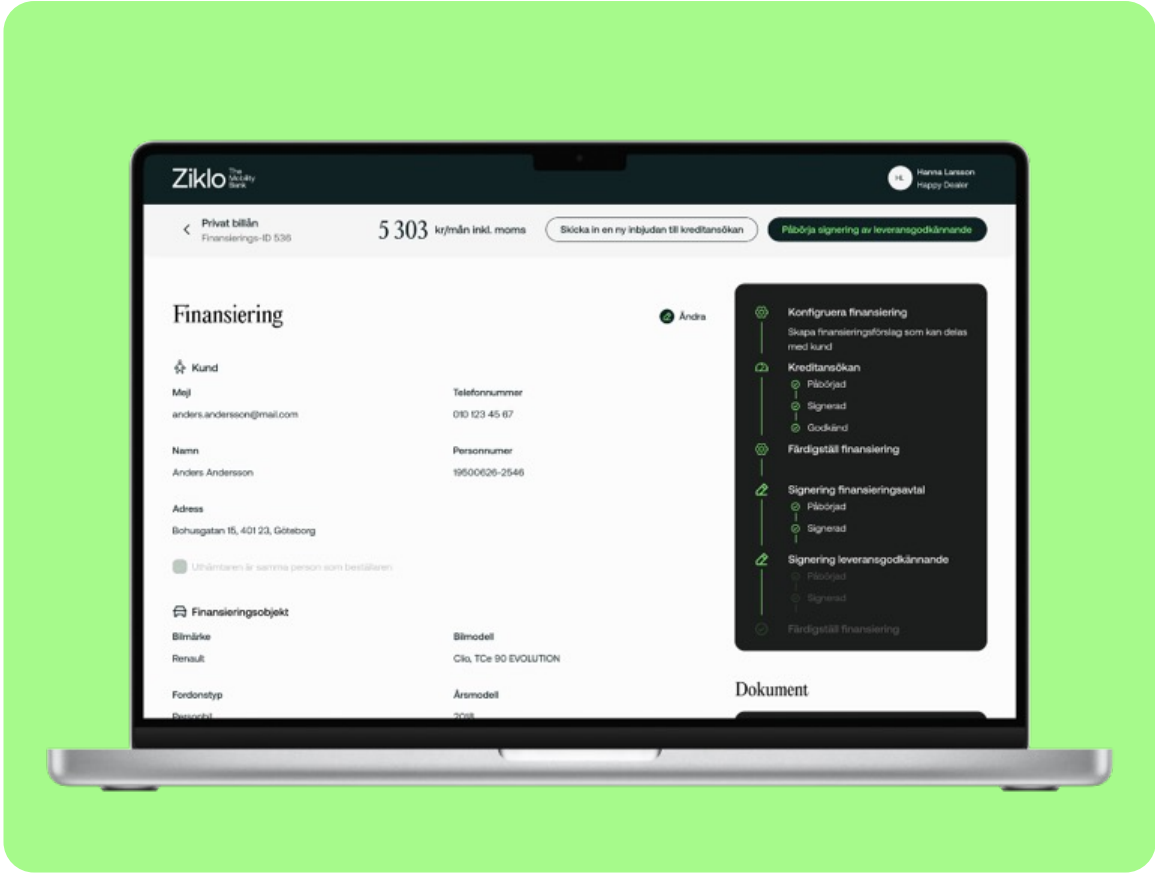 Ziklo The Mobility Bank
HL
Hanna Larsson
Happy Dealer
Privat billån
Finansierings-ID 536
5 303 kr/mån inkl. moms
Skicka in en ny inbjudan till kreditansökan
Påbörja signering av leveransgodkännande
Finansiering
Ändra
Kund
Mejl
Telefonnummer
anders.andersson@mail.com
010 123 45 67
Namn
Personnumer
Anders Andersson
19500626-2546
Adress
Bohusgatan 15, 401 23, Göteborg
Uthämtaren är samma person som beställaren
Finansieringsobjekt
Bilmärke
Bilmodell
Renault
Clio, TCe 90 EVOLUTION
Fordonstyp
Årsmodell
Personbil
2018
Konfigruera finansiering
Skapa finansieringsförslag som kan delas
med kund
Kreditansökan
Påbörjad
Signerad
Godkänd
Färdigställ finansiering
Signering finansieringsavtal
Påbörjad
Signerad
Signering leveransgodkännande
Påbörjad
Signerad
Färdigställ finansiering
Dokument